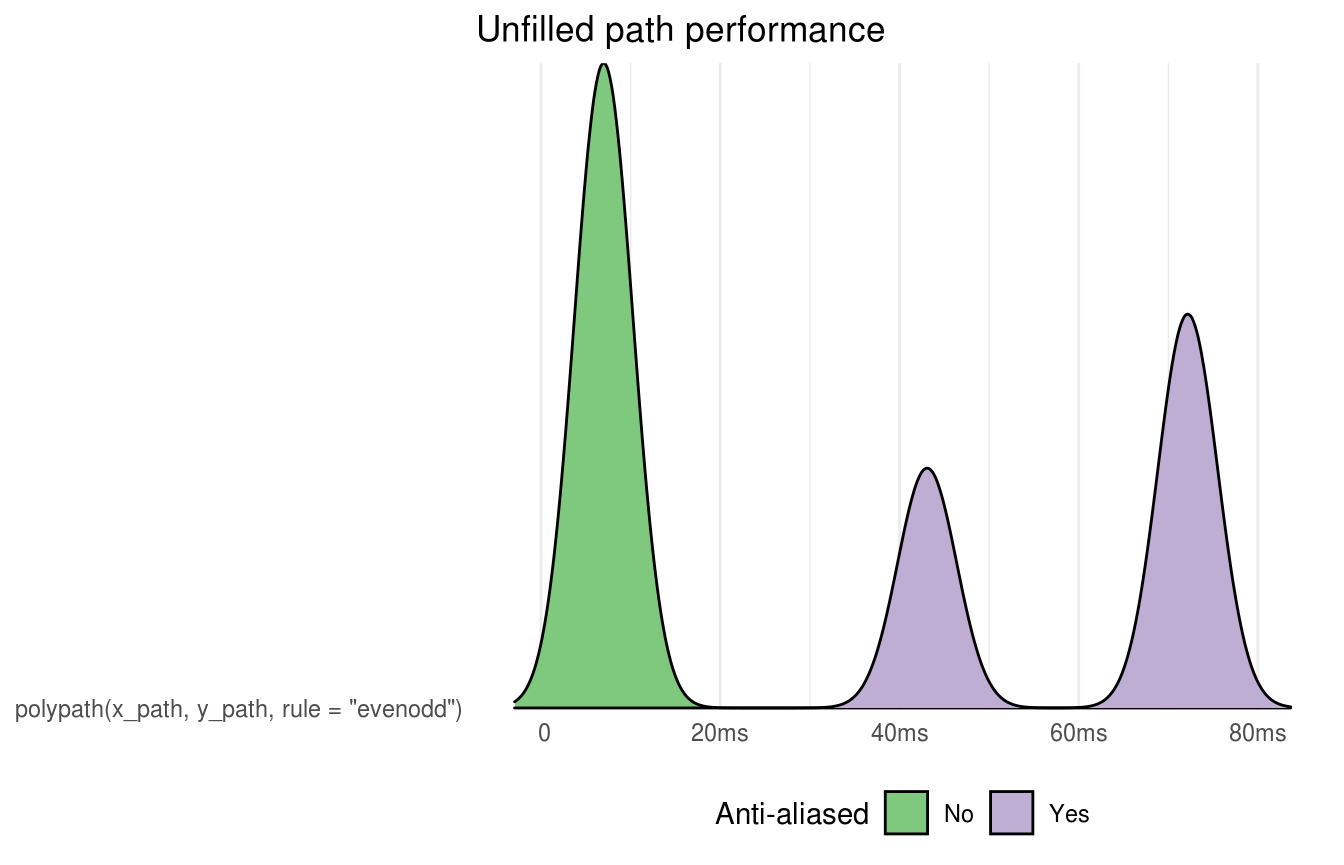 Unfilled path performance
polypath(x_path, y_path, rule = "evenodd")
0 20ms 40ms 60ms 80ms
Anti-aliased No Yes